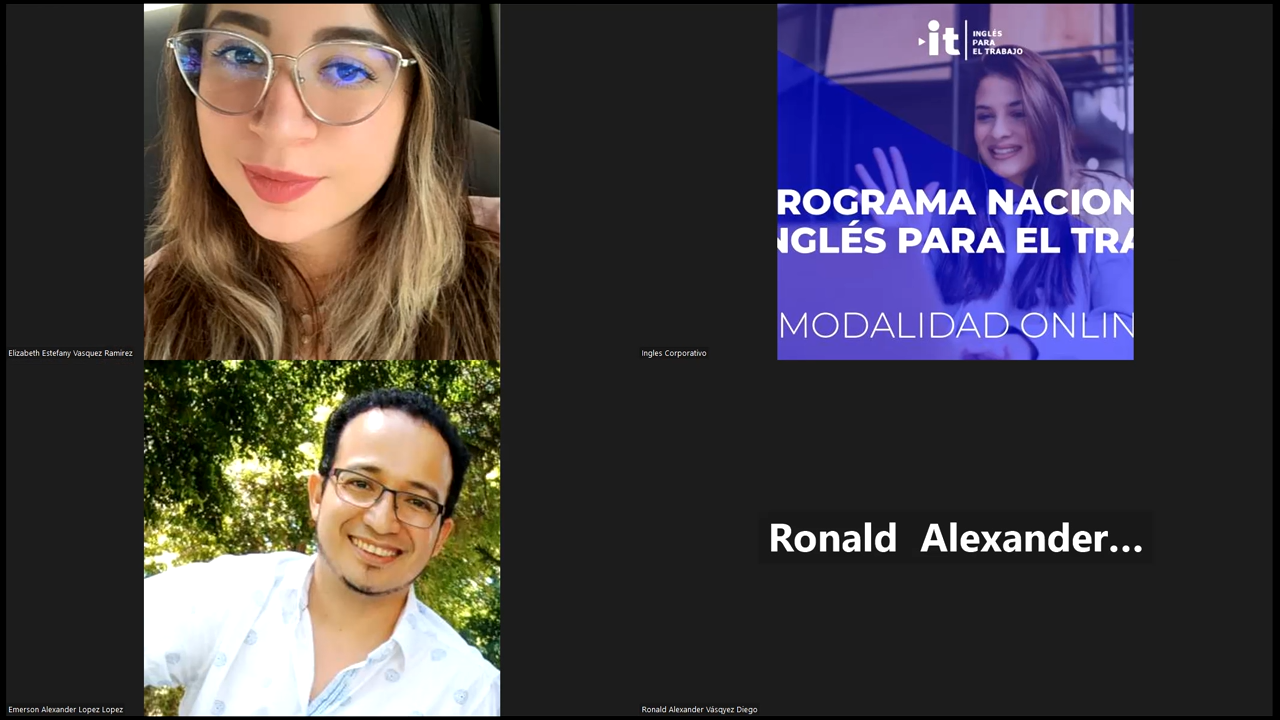 it
INGLÉS
PARA
EL TRABAJO
ROGRAMA NACION
NGLÉS PARA EL TRA
MODALIDAD ONLIN
Elizabeth Estefany Vasquez Ramirez
Ingles Corporativo
Ronald Alexander...
Emerson Alexander Lopez Lopez
Ronald Alexander Vásqyez Diego